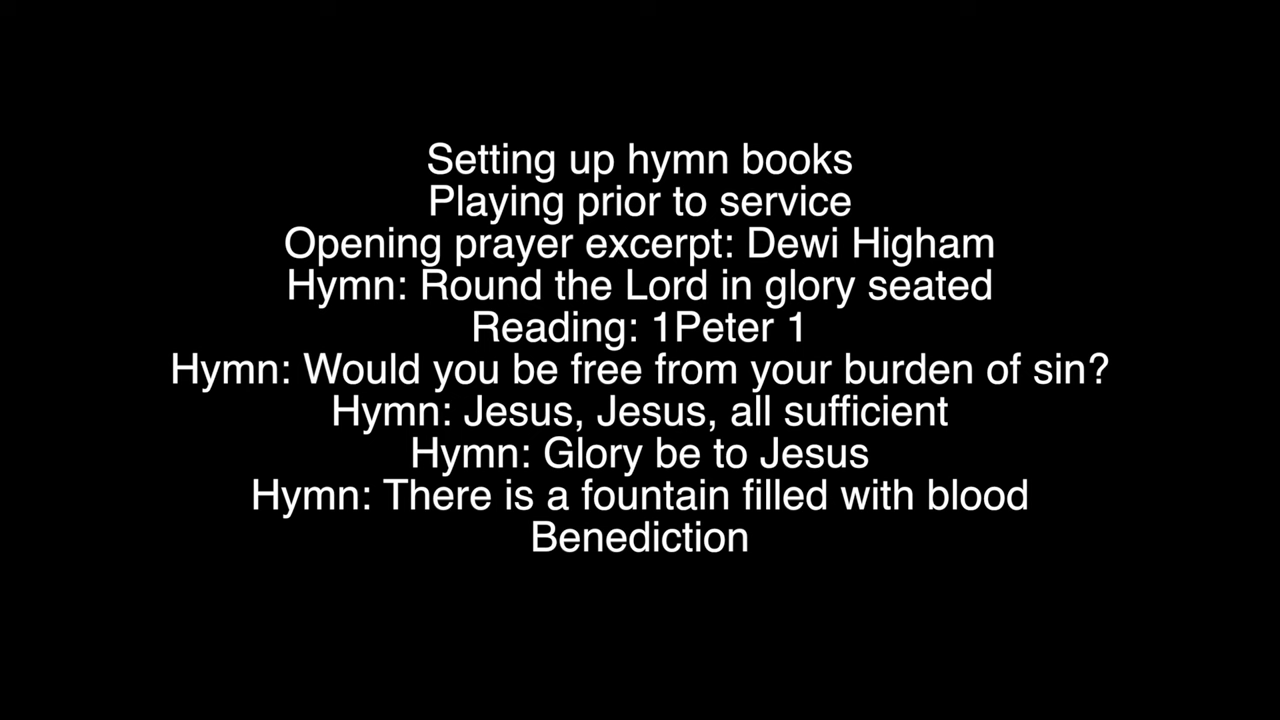 Setting up hymn books
Playing prior to service
Opening prayer excerpt: Dewi Higham
Hymn: Round the Lord in glory seated
Reading: 1Peter 1
Hymn: Would you be free from your burden of sin?
Hymn: Jesus, Jesus, all sufficient
Hymn: Glory be to Jesus
Hymn: There is a fountain filled with blood
Benediction